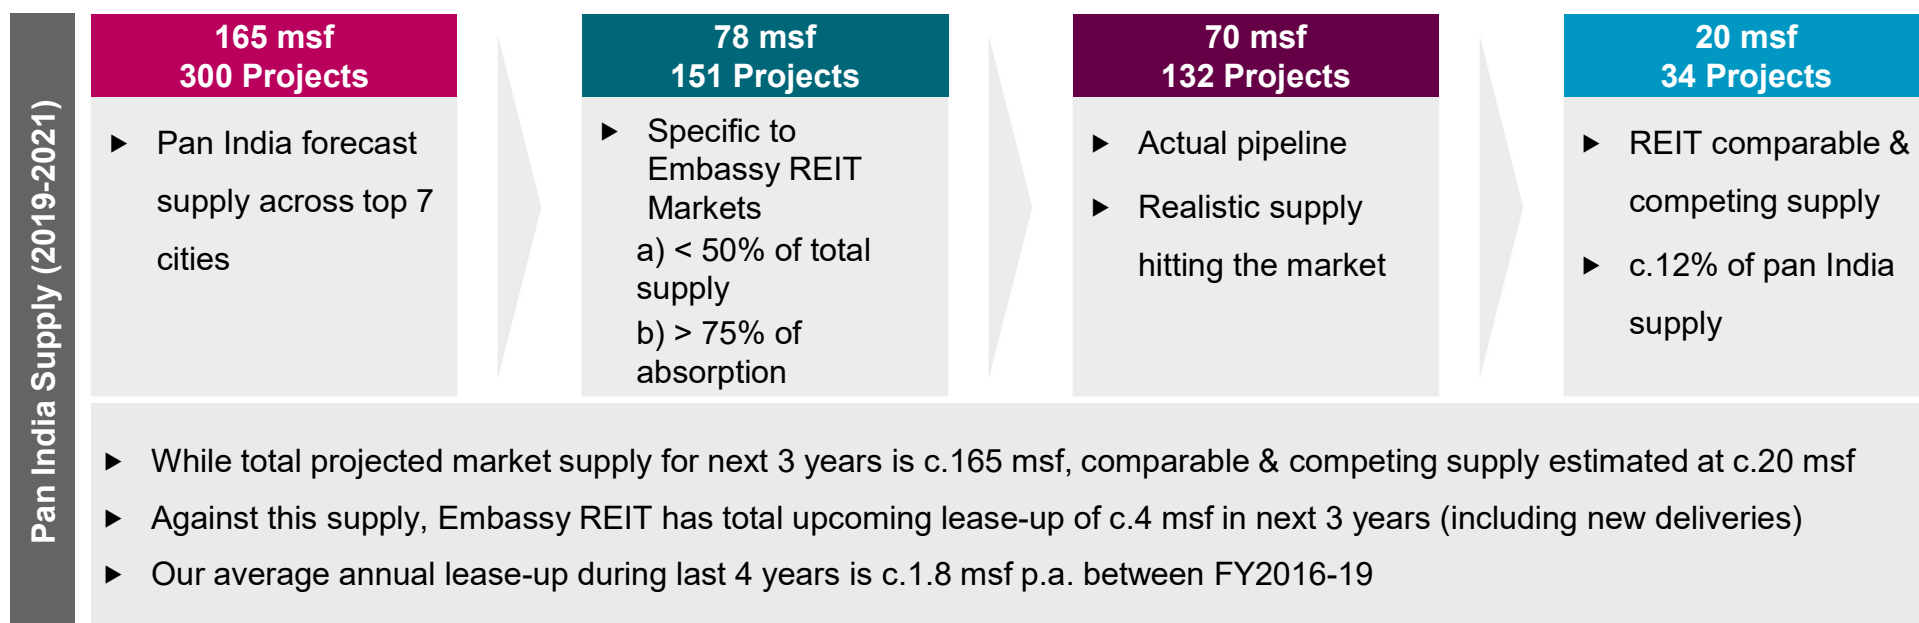 Pan India Supply (2019-2021)
165 msf
300 Projects
► Pan India forecast
supply across top 7
cities
78 msf
151 Projects
► Specific to
Embassy REIT
Markets
a) < 50% of total
supply
b) > 75% of
absorption
70 msf
132 Projects
► Actual pipeline
► Realistic supply
hitting the market
20 msf
34 Projects
► REIT comparable &
competing supply
► c.12% of pan India
supply
► While total projected market supply for next 3 years is c.165 msf, comparable & competing supply estimated at c.20 msf
► Against this supply, Embassy REIT has total upcoming lease-up of c.4 msf in next 3 years (including new deliveries)
► Our average annual lease-up during last 4 years is c.1.8 msf p.a. between FY2016-19